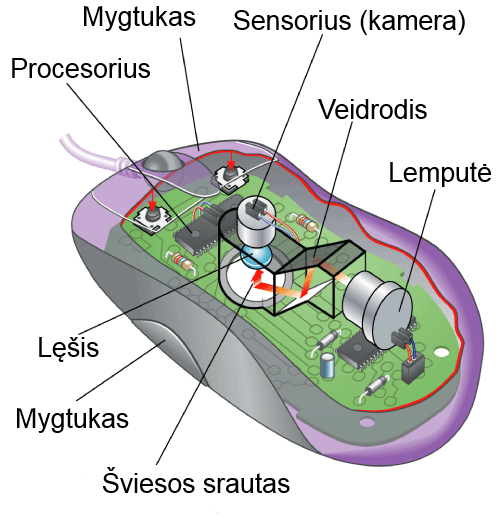 Mygtukas
Sensorius (kamera)
Procesorius
Veidrodis
Lemputė
Lęšis
Mygtukas
Šviesos srautas